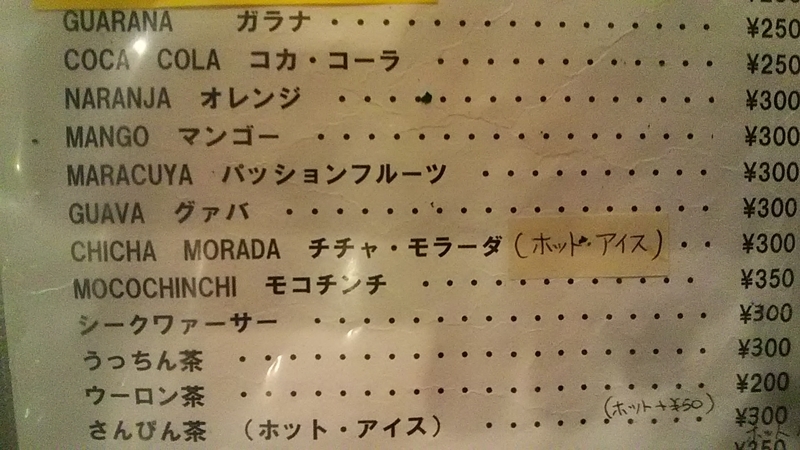 GUARANA ガラナ ・・・・・・・・・・・・・・・・ ¥250
COCA COLA コカ・コーラ ・・・・・・・・・・・・ ¥250
NARANJA オレンジ ・・・・・・・・・・・・・・・ ¥300
MANGO マンゴー ・・・・・・・・・・・・・・・・ ¥300
MARACUYA パッションフルーツ ・・・・・・・・・ ¥300
GUAVA グァバ ・・・・・・・・・・・・・・・・・ ¥300
CHICHA MORADA チチャ・モラーダ (ホット・アイス) ・・ ¥300
MOCOCHINCHI モコチンチ ・・・・・・・・・・・・ ¥350
シークワァーサー ・・・・・・・・・・・・・・・・ ¥300
うっちん茶 ・・・・・・・・・・・・・・・・・・・ ¥300
ウーロン茶 ・・・・・・・・・・・・・・・・・・・ ¥200
(ホット+¥50)
さんぴん茶 (ホット・アイス) ・・・・・・・・・・ ¥300